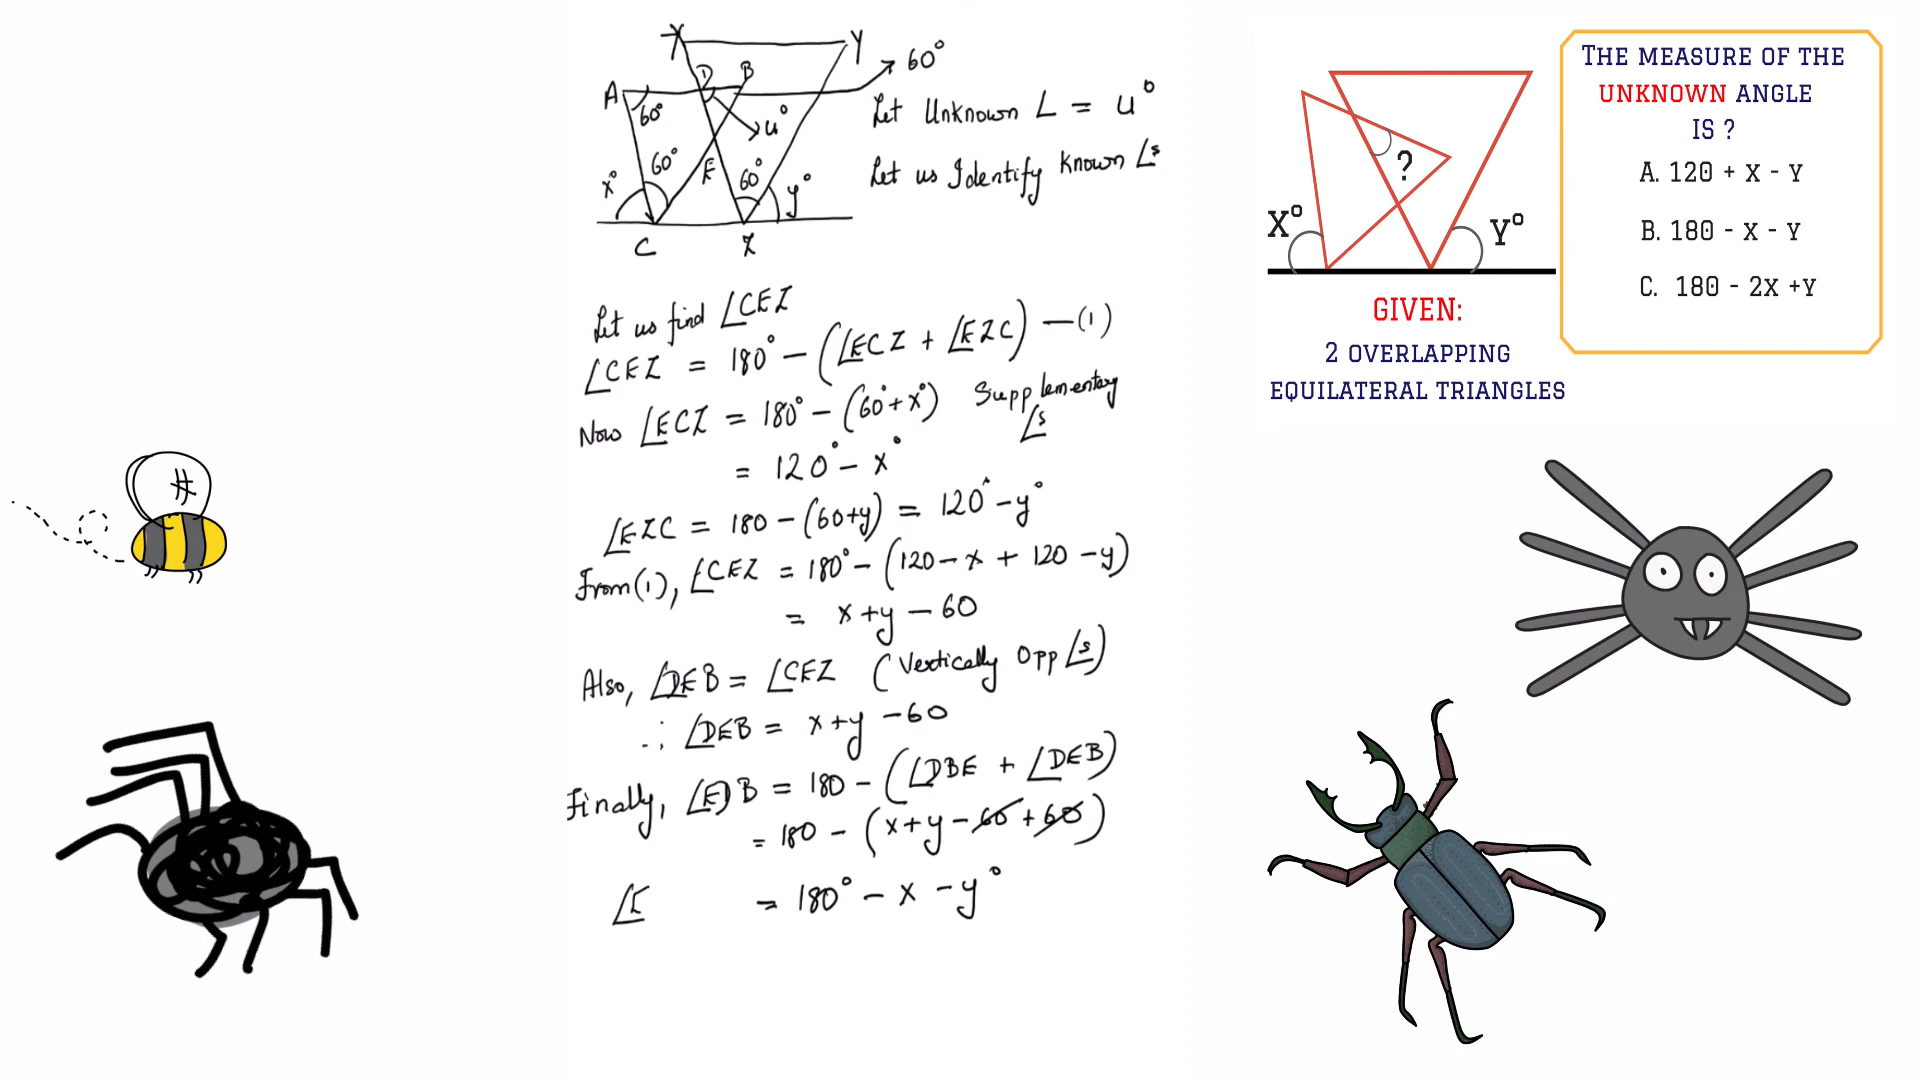 X Y
A D B 60°
60° u°
60° E 60°
x° y°
C Z
Let Unknown ∠ = u°
Let us Identify Known ∠s
Let us find ∠CEZ
∠CEZ = 180° - (∠ECZ + ∠EZC) —(1)
Now ∠ECZ = 180° - (60° + x°) Supplementary ∠s
= 120° - x°
∠EZC = 180 - (60+y) = 120° - y°
From (1), ∠CEZ = 180° - (120 - x + 120 - y)
= x + y - 60
Also, ∠DEB = ∠CEZ (Vertically Opp ∠s)
∴ ∠DEB = x + y - 60
Finally, ∠EDB = 180 - (∠DBE + ∠DEB)
= 180 - (x + y - 60 + 60)
∠E = 180° - x - y°
?
X° Y°
GIVEN:
2 OVERLAPPING
EQUILATERAL TRIANGLES
THE MEASURE OF THE
UNKNOWN ANGLE
IS ?
A. 120 + X - Y
B. 180 - X - Y
C. 180 - 2X +Y